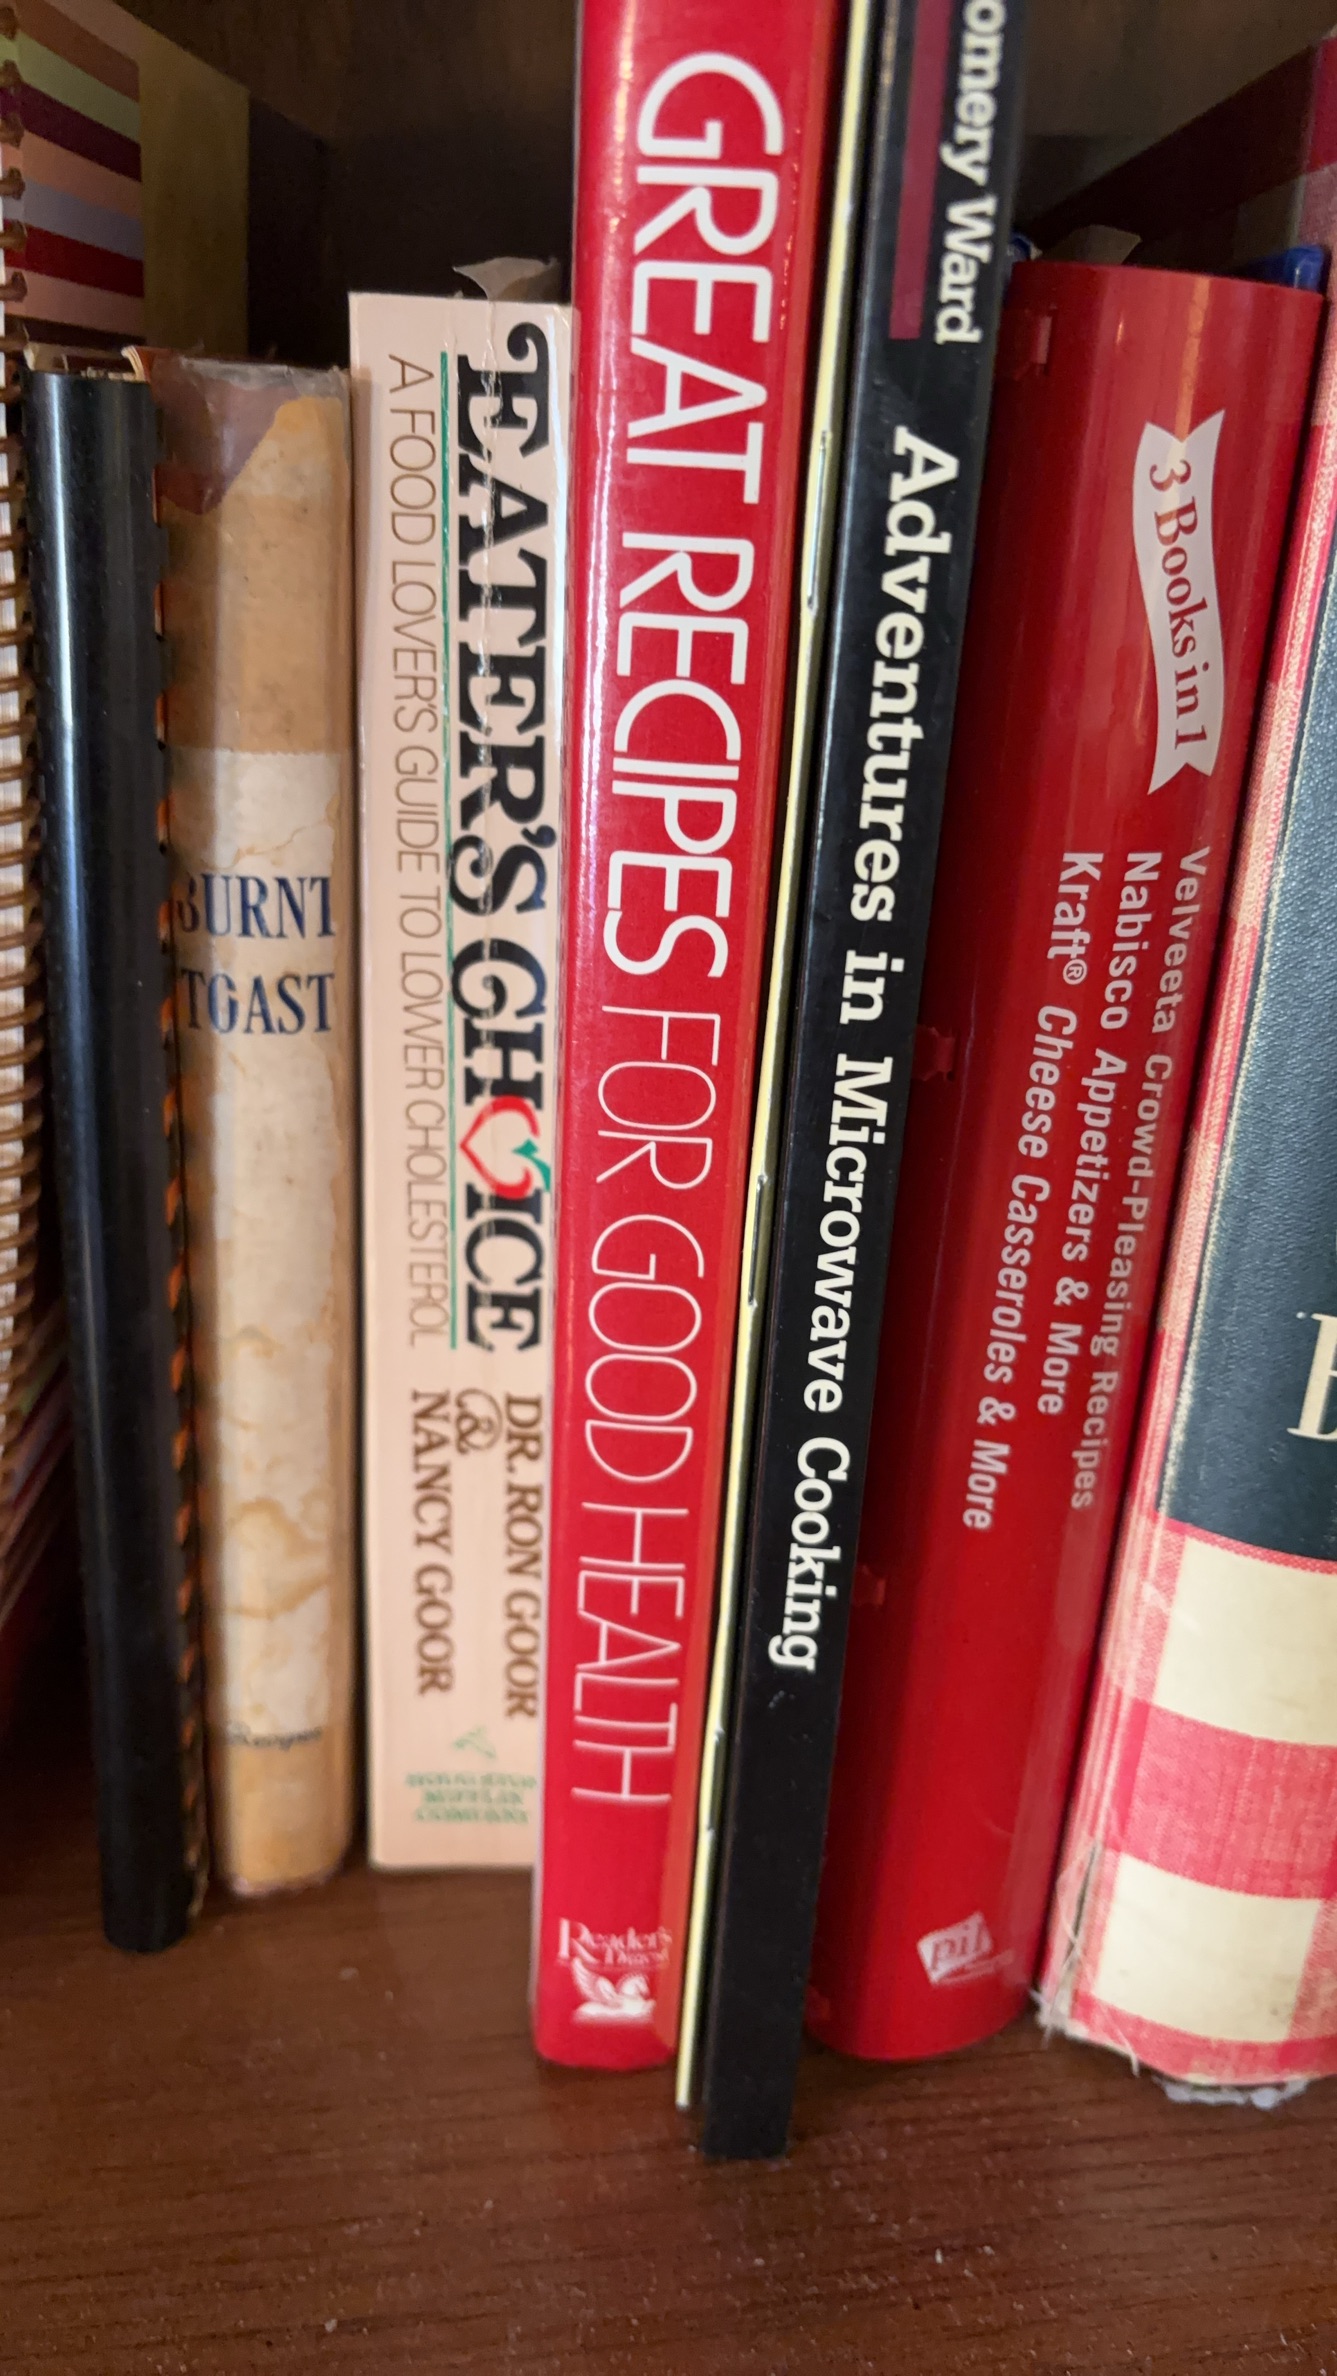 BURNT
TOAST
EATER'S CHOICE
A FOOD LOVER'S GUIDE TO LOWER CHOLESTEROL
DR. RON GOOR
&
NANCY GOOR
GREAT RECIPES FOR GOOD HEALTH
Reader's
Digest
omery Ward
Adventures in Microwave Cooking
3 Books in 1
Velveeta Crowd-Pleasing Recipes
Nabisco Appetizers & More
Kraft® Cheese Casseroles & More
pil